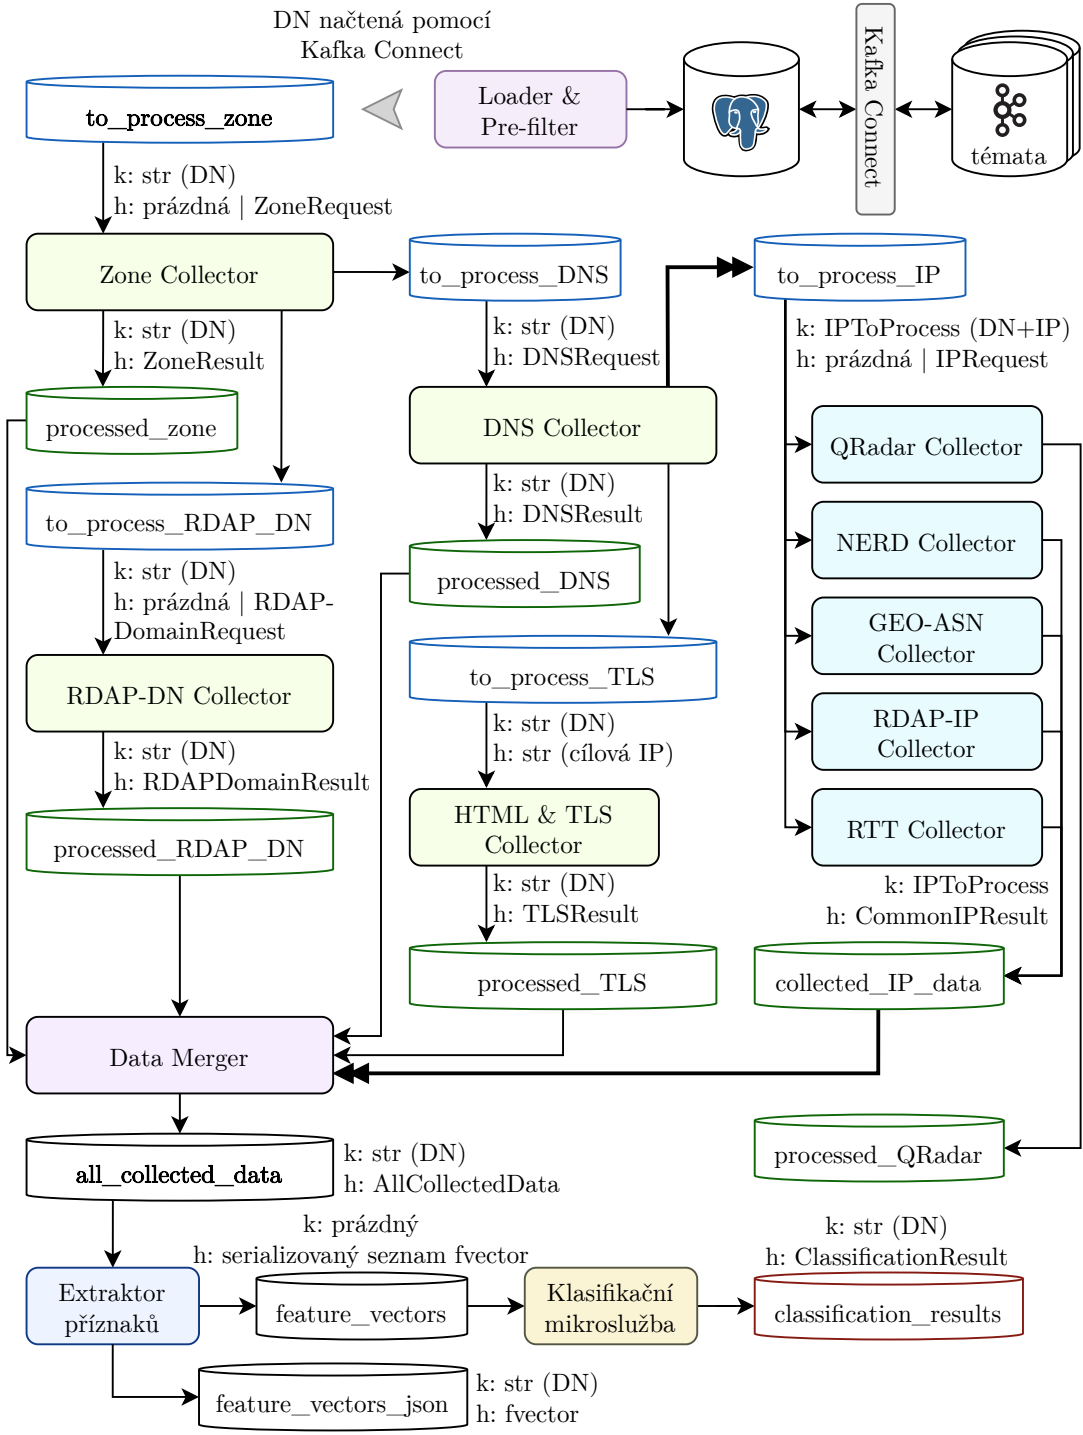 DN načtená pomocí
Kafka Connect
Loader &
Pre-filter
Kafka Connect
témata
to_process_zone
k: str (DN)
h: prázdná | ZoneRequest
Zone Collector
to_process_DNS
to_process_IP
k: str (DN)
h: ZoneResult
k: str (DN)
h: DNSRequest
k: IPToProcess (DN+IP)
h: prázdná | IPRequest
processed_zone
DNS Collector
QRadar Collector
k: str (DN)
h: DNSResult
to_process_RDAP_DN
NERD Collector
k: str (DN)
h: prázdná | RDAP-
DomainRequest
processed_DNS
GEO-ASN
Collector
RDAP-DN Collector
to_process_TLS
k: str (DN)
h: str (cílová IP)
RDAP-IP
Collector
k: str (DN)
h: RDAPDomainResult
HTML & TLS
Collector
RTT Collector
processed_RDAP_DN
k: str (DN)
h: TLSResult
k: IPToProcess
h: CommonIPResult
processed_TLS
collected_IP_data
Data Merger
all_collected_data
k: str (DN)
h: AllCollectedData
processed_QRadar
k: prázdný
h: serializovaný seznam fvector
k: str (DN)
h: ClassificationResult
Extraktor
příznaků
feature_vectors
Klasifikační
mikroslužba
classification_results
feature_vectors_json
k: str (DN)
h: fvector